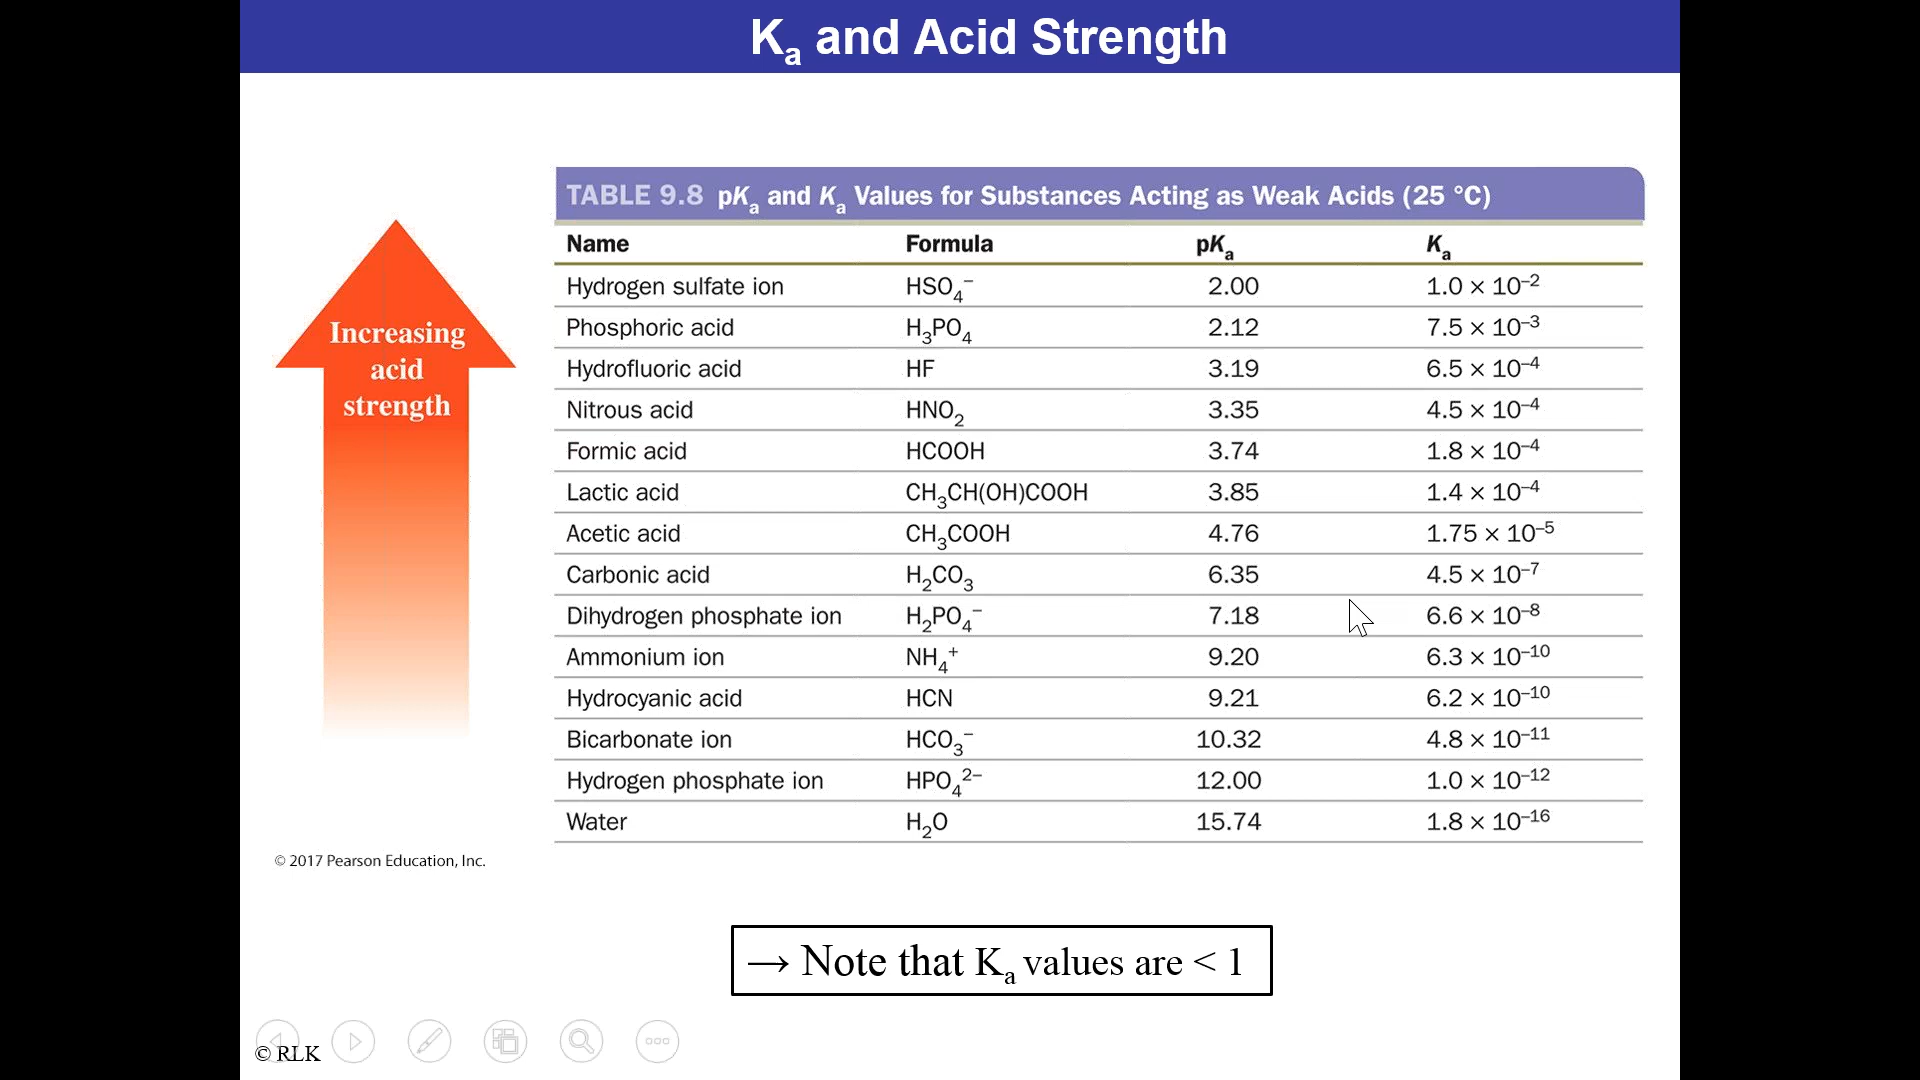 Kₐ and Acid Strength
TABLE 9.8 pKₐ and Kₐ Values for Substances Acting as Weak Acids (25 °C)
Name Formula pKₐ Kₐ
Hydrogen sulfate ion HSO₄⁻ 2.00 1.0 × 10⁻²
Phosphoric acid H₃PO₄ 2.12 7.5 × 10⁻³
Hydrofluoric acid HF 3.19 6.5 × 10⁻⁴
Nitrous acid HNO₂ 3.35 4.5 × 10⁻⁴
Formic acid HCOOH 3.74 1.8 × 10⁻⁴
Lactic acid CH₃CH(OH)COOH 3.85 1.4 × 10⁻⁴
Acetic acid CH₃COOH 4.76 1.75 × 10⁻⁵
Carbonic acid H₂CO₃ 6.35 4.5 × 10⁻⁷
Dihydrogen phosphate ion H₂PO₄⁻ 7.18 6.6 × 10⁻⁸
Ammonium ion NH₄⁺ 9.20 6.3 × 10⁻¹⁰
Hydrocyanic acid HCN 9.21 6.2 × 10⁻¹⁰
Bicarbonate ion HCO₃⁻ 10.32 4.8 × 10⁻¹¹
Hydrogen phosphate ion HPO₄²⁻ 12.00 1.0 × 10⁻¹²
Water H₂O 15.74 1.8 × 10⁻¹⁶
Increasing
acid
strength
© 2017 Pearson Education, Inc.
→ Note that Kₐ values are < 1
© RLK